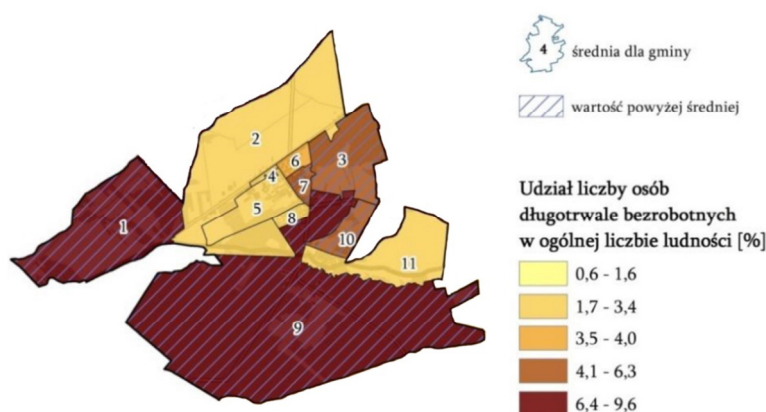 4 średnia dla gminy
wartość powyżej średniej
Udział liczby osób
długotrwale bezrobotnych
w ogólnej liczbie ludności [%]
0,6 - 1,6
1,7 - 3,4
3,5 - 4,0
4,1 - 6,3
6,4 - 9,6
2
6
3
4
7
5
8
1
10
11
9